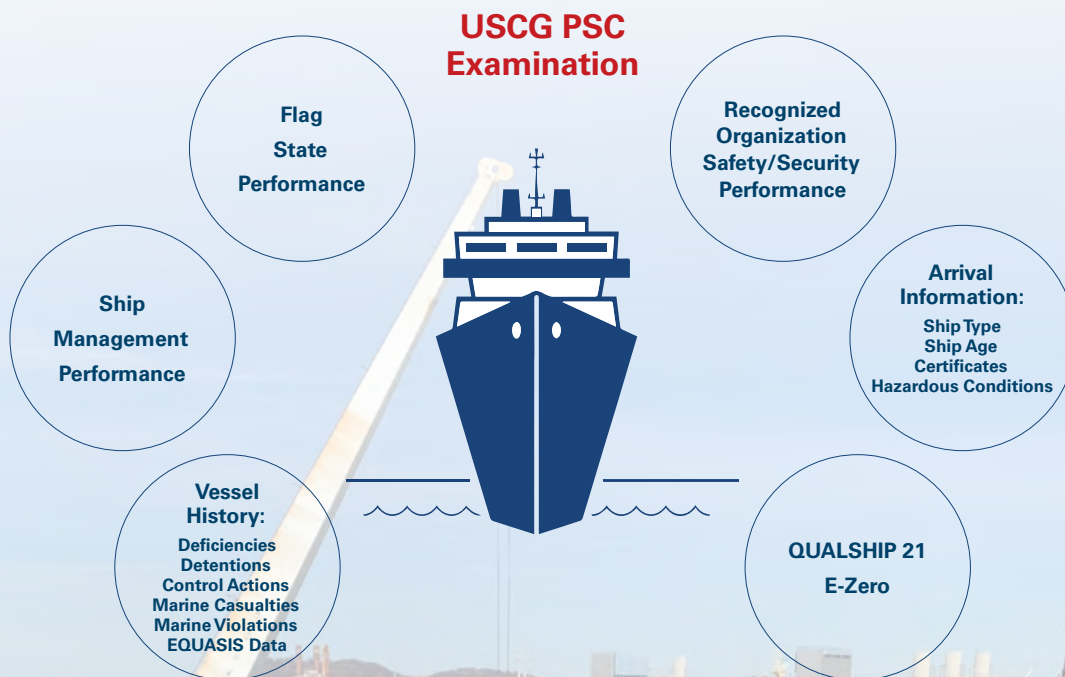 USCG PSC
Examination
Flag
State
Performance
Recognized
Organization
Safety/Security
Performance
Ship
Management
Performance
Arrival
Information:
Ship Type
Ship Age
Certificates
Hazardous Conditions
Vessel
History:
Deficiencies
Detentions
Control Actions
Marine Casualties
Marine Violations
EQUASIS Data
QUALSHIP 21
E-Zero